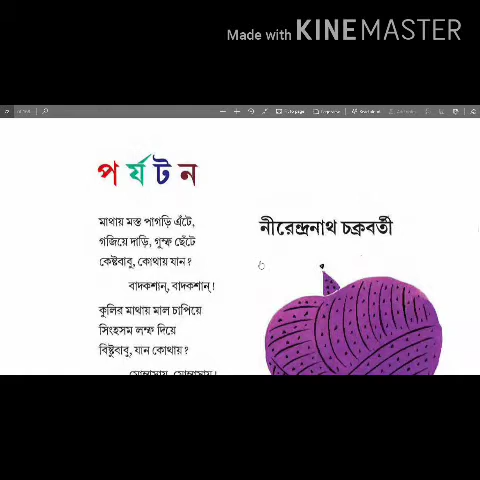 Made with KINEMASTER
পর্যটন
নীরেন্দ্রনাথ চক্রবর্তী
মাথায় মস্ত পাগড়ি এঁটে,
গজিয়ে দাড়ি, গুম্ফ ছেঁটে
কেষ্টবাবু, কোথায় যান?
বাদকশান্, বাদকশান্!
কুলির মাথায় মাল চাপিয়ে
সিংহসম লম্ফ দিয়ে
বিষ্টুবাবু, যান কোথায়?